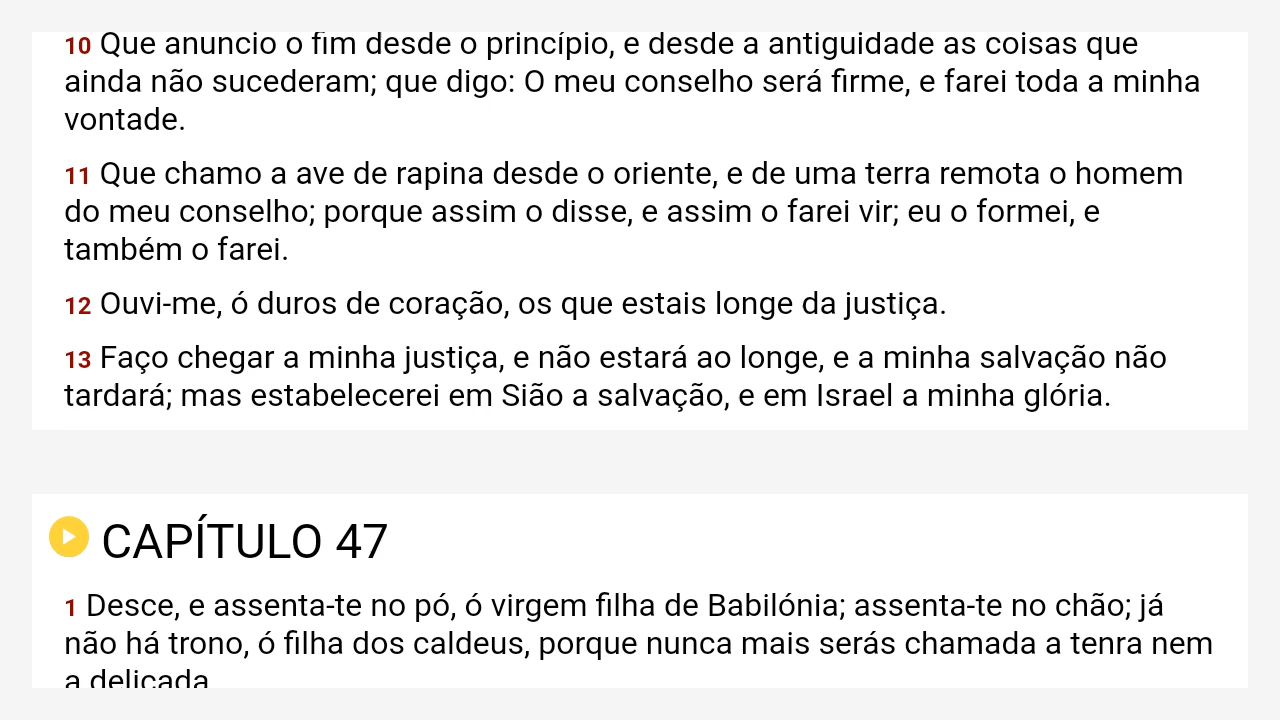 10 Que anuncio o fim desde o princípio, e desde a antiguidade as coisas que
ainda não sucederam; que digo: O meu conselho será firme, e farei toda a minha
vontade.
11 Que chamo a ave de rapina desde o oriente, e de uma terra remota o homem
do meu conselho; porque assim o disse, e assim o farei vir; eu o formei, e
também o farei.
12 Ouvi-me, ó duros de coração, os que estais longe da justiça.
13 Faço chegar a minha justiça, e não estará ao longe, e a minha salvação não
tardará; mas estabelecerei em Sião a salvação, e em Israel a minha glória.
CAPÍTULO 47
1 Desce, e assenta-te no pó, ó virgem filha de Babilónia; assenta-te no chão; já
não há trono, ó filha dos caldeus, porque nunca mais serás chamada a tenra nem
a delicada